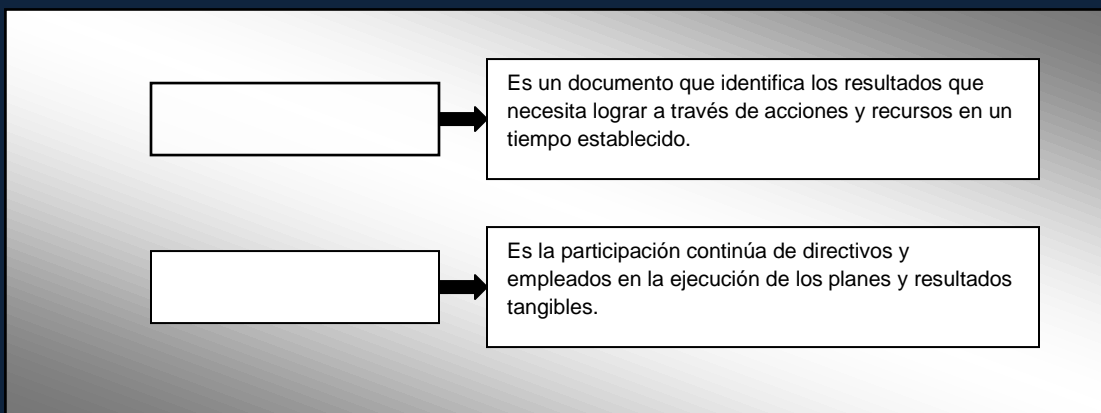 Es un documento que identifica los resultados que
necesita lograr a través de acciones y recursos en un
tiempo establecido.
Es la participación continúa de directivos y
empleados en la ejecución de los planes y resultados
tangibles.